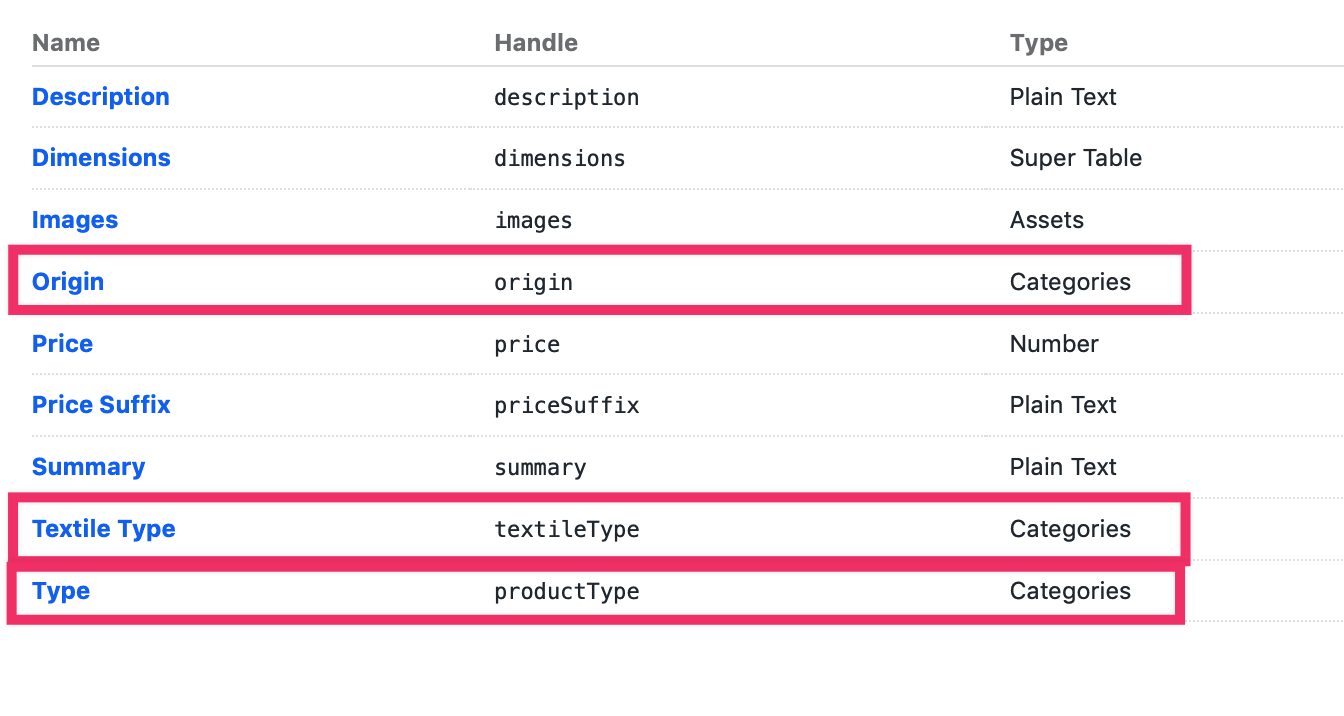 Name Handle Type
Description description Plain Text
Dimensions dimensions Super Table
Images images Assets
Origin origin Categories
Price price Number
Price Suffix priceSuffix Plain Text
Summary summary Plain Text
Textile Type textileType Categories
Type productType Categories